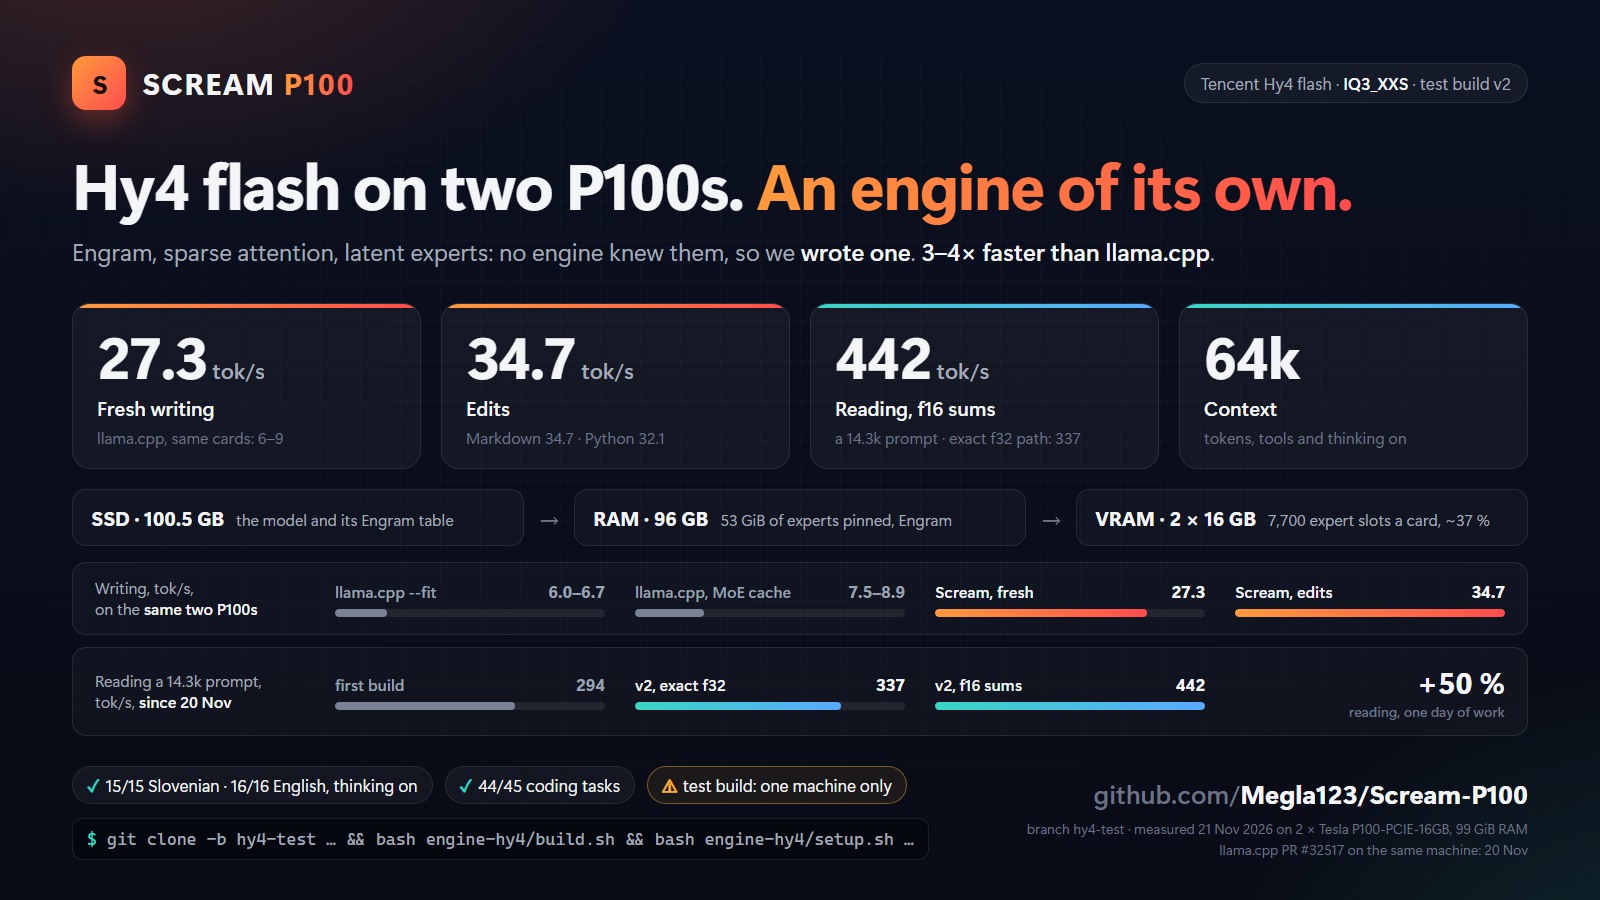 S SCREAM P100
Tencent Hy4 flash · IQ3_XXS · test build v2
Hy4 flash on two P100s. An engine of its own.
Engram, sparse attention, latent experts: no engine knew them, so we wrote one. 3–4× faster than llama.cpp.
27.3 tok/s
Fresh writing
llama.cpp, same cards: 6–9
34.7 tok/s
Edits
Markdown 34.7 · Python 32.1
442 tok/s
Reading, f16 sums
a 14.3k prompt · exact f32 path: 337
64k
Context
tokens, tools and thinking on
SSD · 100.5 GB the model and its Engram table
→
RAM · 96 GB 53 GiB of experts pinned, Engram
→
VRAM · 2 × 16 GB 7,700 expert slots a card, ~37 %
Writing, tok/s,
on the same two P100s
llama.cpp --fit 6.0–6.7
llama.cpp, MoE cache 7.5–8.9
Scream, fresh 27.3
Scream, edits 34.7
Reading a 14.3k prompt,
tok/s, since 20 Nov
first build 294
v2, exact f32 337
v2, f16 sums 442
+50 %
reading, one day of work
✓ 15/15 Slovenian · 16/16 English, thinking on
✓ 44/45 coding tasks
⚠ test build: one machine only
$ git clone -b hy4-test … && bash engine-hy4/build.sh && bash engine-hy4/setup.sh …
github.com/Megla123/Scream-P100
branch hy4-test · measured 21 Nov 2026 on 2 × Tesla P100-PCIE-16GB, 99 GiB RAM
llama.cpp PR #32517 on the same machine: 20 Nov